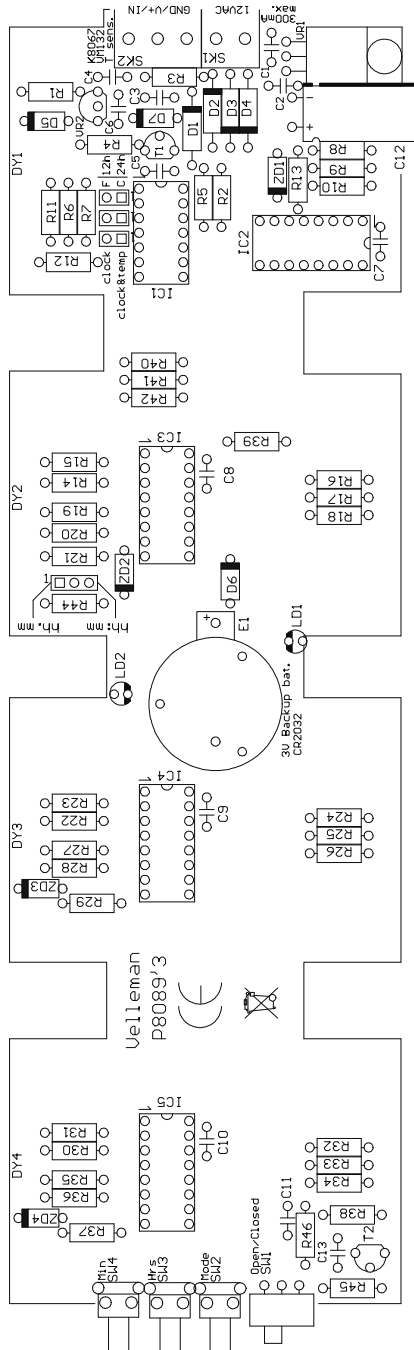 K8067
VM132
T sens.
GND/V+/IN
12VAC
300mA
max.
SK2
SK1
VR1
C4
R3
C1
R1
C3
C2
D5
VR2
C6
D7
D1
D2
D3
D4
R4
T1
C12
DY1
C5
ZD1
R13
R8
R9
R10
F 12h
C 24h
R11
R6
R7
R5
R2
clock
clock&temp
IC1
IC2
C7
R12
R40
R41
R42
IC3
R39
R15
R14
C8
DY2
R19
R20
R21
R16
R17
R18
ZD2
D6
1
R44
hh.mm
hh:mm
E1
+
LD1
LD2
3V Backup bat.
CR2032
IC4
R23
R22
C9
DY3
R27
R28
R24
R25
R26
ZD3
R29
Velleman
P8089'3
CE
IC5
R31
R30
C10
DY4
R35
R36
R32
R33
R34
ZD4
R37
C11
R38
R46
T2
C13
Min
SW4
Hrs
SW3
Mode
SW2
Open/Closed
SW1
R45